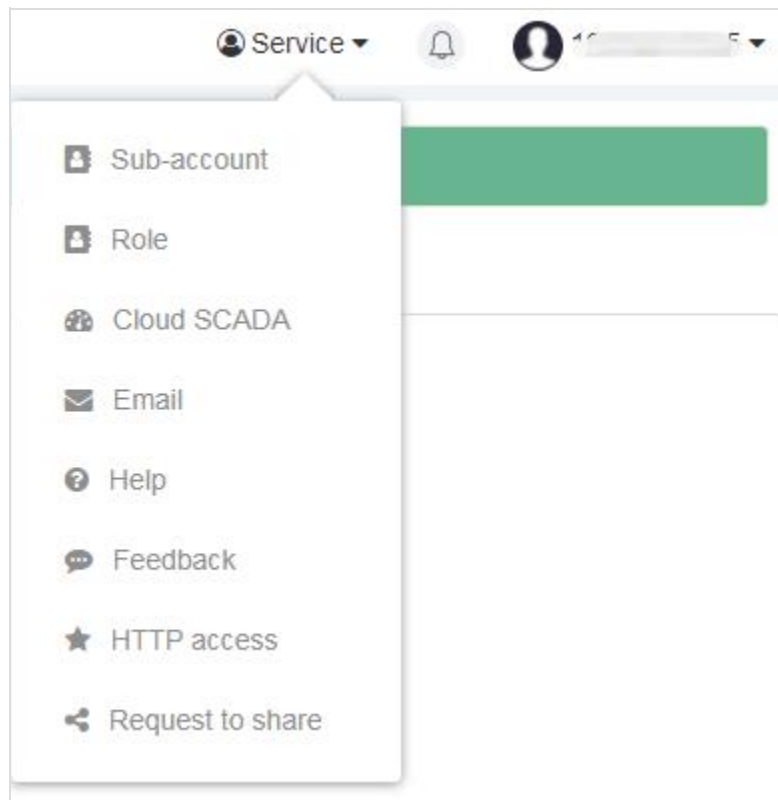 Service
Sub-account
Role
Cloud SCADA
Email
Help
Feedback
HTTP access
Request to share